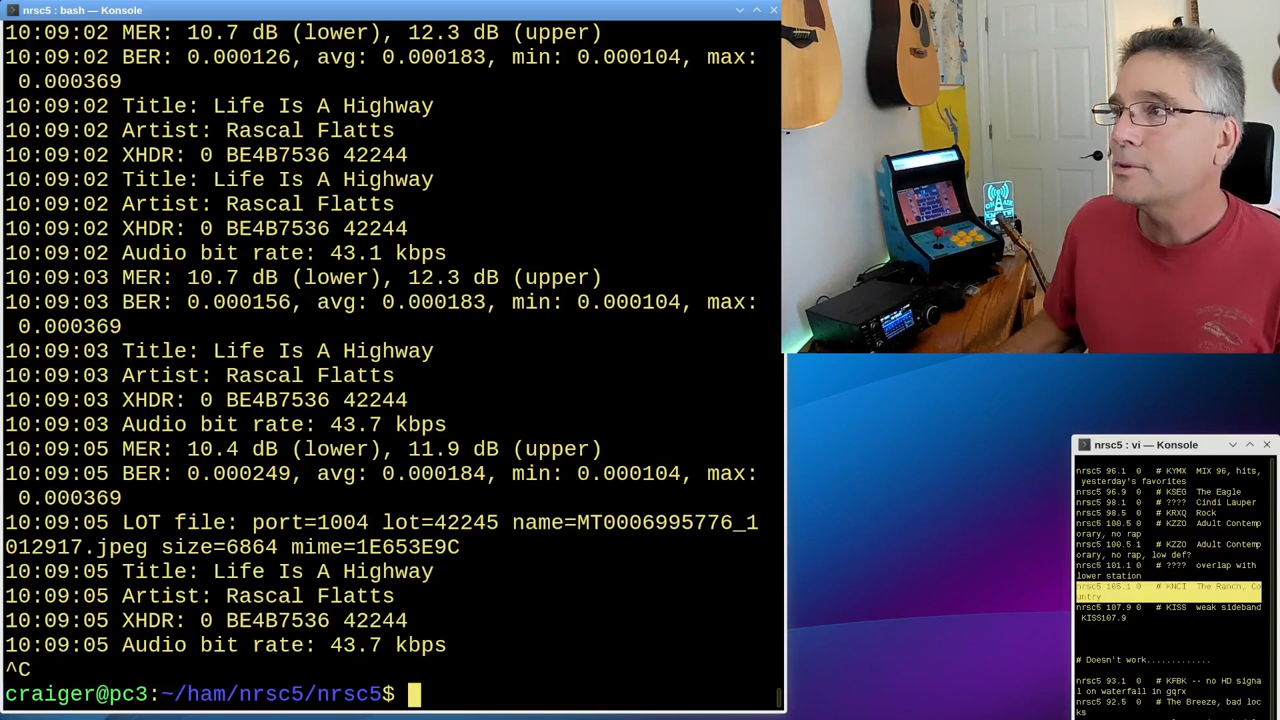 nrsc5 : bash — Konsole
10:09:02 MER: 10.7 dB (lower), 12.3 dB (upper)
10:09:02 BER: 0.000126, avg: 0.000183, min: 0.000104, max:
0.000369
10:09:02 Title: Life Is A Highway
10:09:02 Artist: Rascal Flatts
10:09:02 XHDR: 0 BE4B7536 42244
10:09:02 Title: Life Is A Highway
10:09:02 Artist: Rascal Flatts
10:09:02 XHDR: 0 BE4B7536 42244
10:09:02 Audio bit rate: 43.1 kbps
10:09:03 MER: 10.7 dB (lower), 12.3 dB (upper)
10:09:03 BER: 0.000156, avg: 0.000183, min: 0.000104, max:
0.000369
10:09:03 Title: Life Is A Highway
10:09:03 Artist: Rascal Flatts
10:09:03 XHDR: 0 BE4B7536 42244
10:09:03 Audio bit rate: 43.7 kbps
10:09:05 MER: 10.4 dB (lower), 11.9 dB (upper)
10:09:05 BER: 0.000249, avg: 0.000184, min: 0.000104, max:
0.000369
10:09:05 LOT file: port=1004 lot=42245 name=MT0006995776_1
012917.jpeg size=6864 mime=1E653E9C
10:09:05 Title: Life Is A Highway
10:09:05 Artist: Rascal Flatts
10:09:05 XHDR: 0 BE4B7536 42244
10:09:05 Audio bit rate: 43.7 kbps
^C
craiger@pc3:~/ham/nrsc5/nrsc5$
nrsc5 : vi — Konsole
nrsc5 96.1 0 # KYMX MIX 96, hits,
yesterday's favorites
nrsc5 96.9 0 # KSEG The Eagle
nrsc5 98.1 0 # ???? Cindi Lauper
nrsc5 98.5 0 # KRXQ Rock
nrsc5 100.5 0 # KZZO Adult Contemp
orary, no rap
nrsc5 100.5 1 # KZZO Adult Contemp
orary, no rap, low def?
nrsc5 101.1 0 # ???? overlap with
lower station
nrsc5 105.1 0 # KNCI The Ranch, Co
untry
nrsc5 107.9 0 # KISS weak sideband
KISS107.9
# Doesn't work.............
nrsc5 93.1 0 # KFBK -- no HD signa
l on waterfall in gqrx
nrsc5 92.5 0 # The Breeze, bad loc
ks